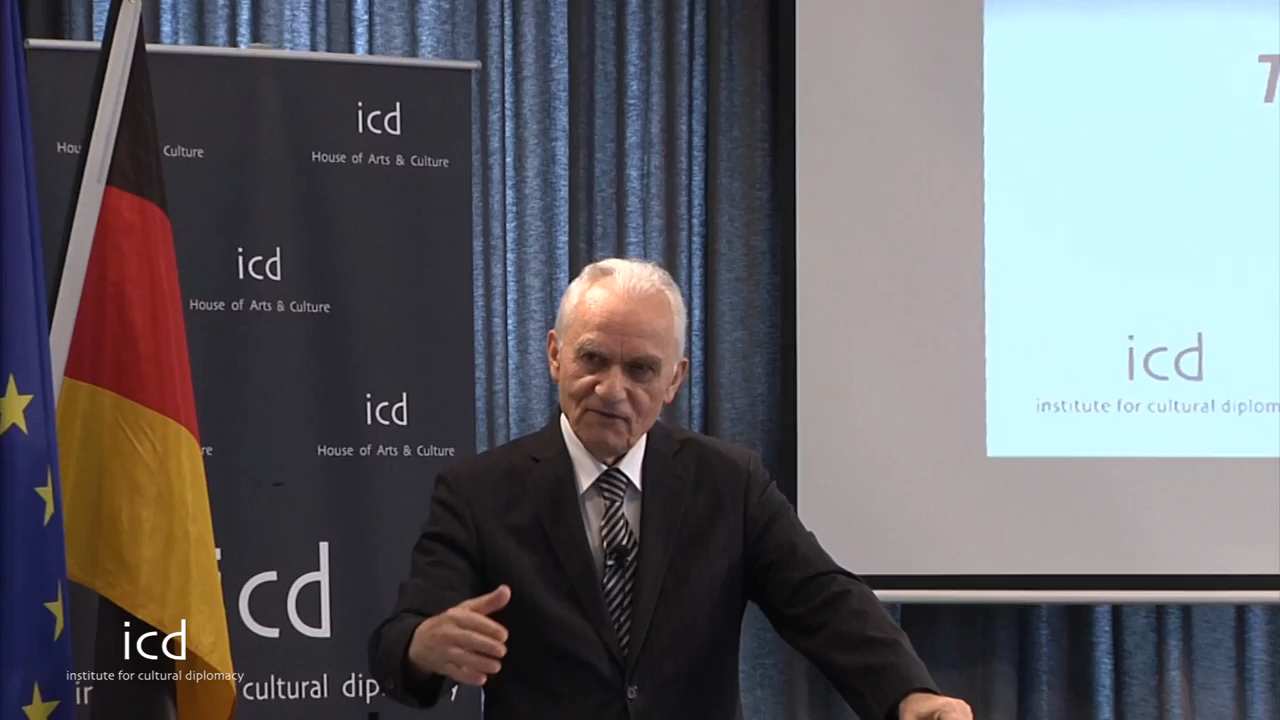 icd
House of Arts & Culture
Culture
icd
House of Arts & Culture
icd
House of Arts & Culture
icd
cultural dip
icd
institute for cultural diplomacy
T
icd
institute for cultural diplom